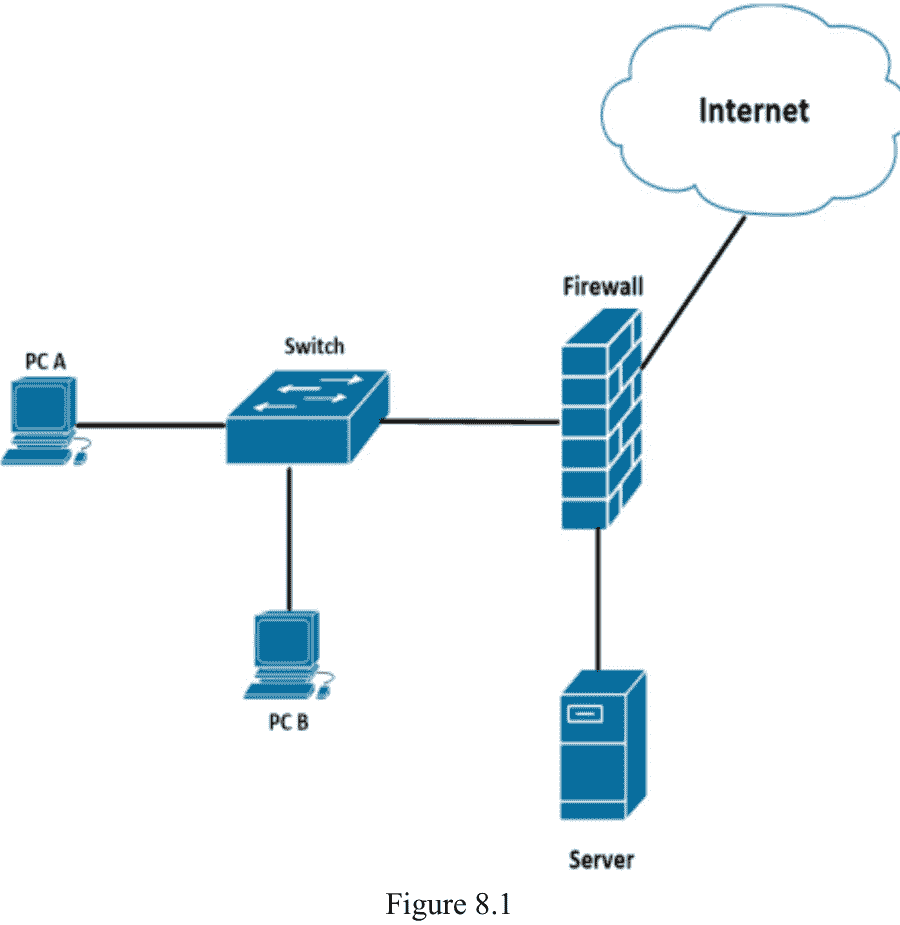 Internet
Firewall
Switch
PC A
PC B
Server
Figure 8.1